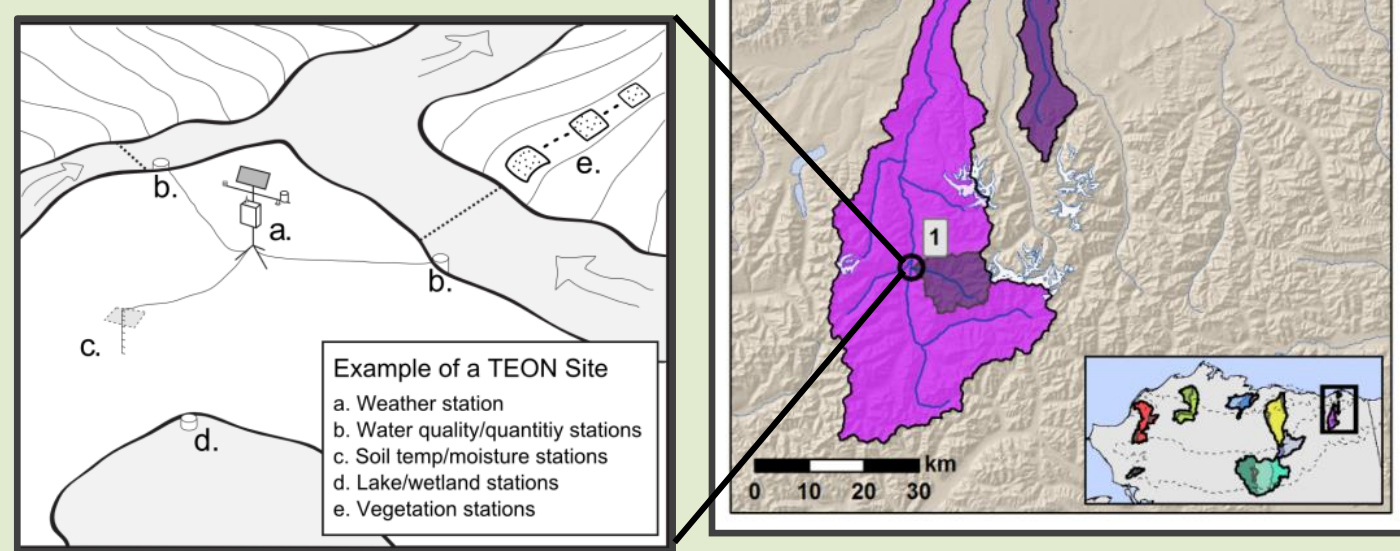 b.
a.
b.
c.
d.
e.
Example of a TEON Site
a. Weather station
b. Water quality/quantitiy stations
c. Soil temp/moisture stations
d. Lake/wetland stations
e. Vegetation stations
1
km
0 10 20 30